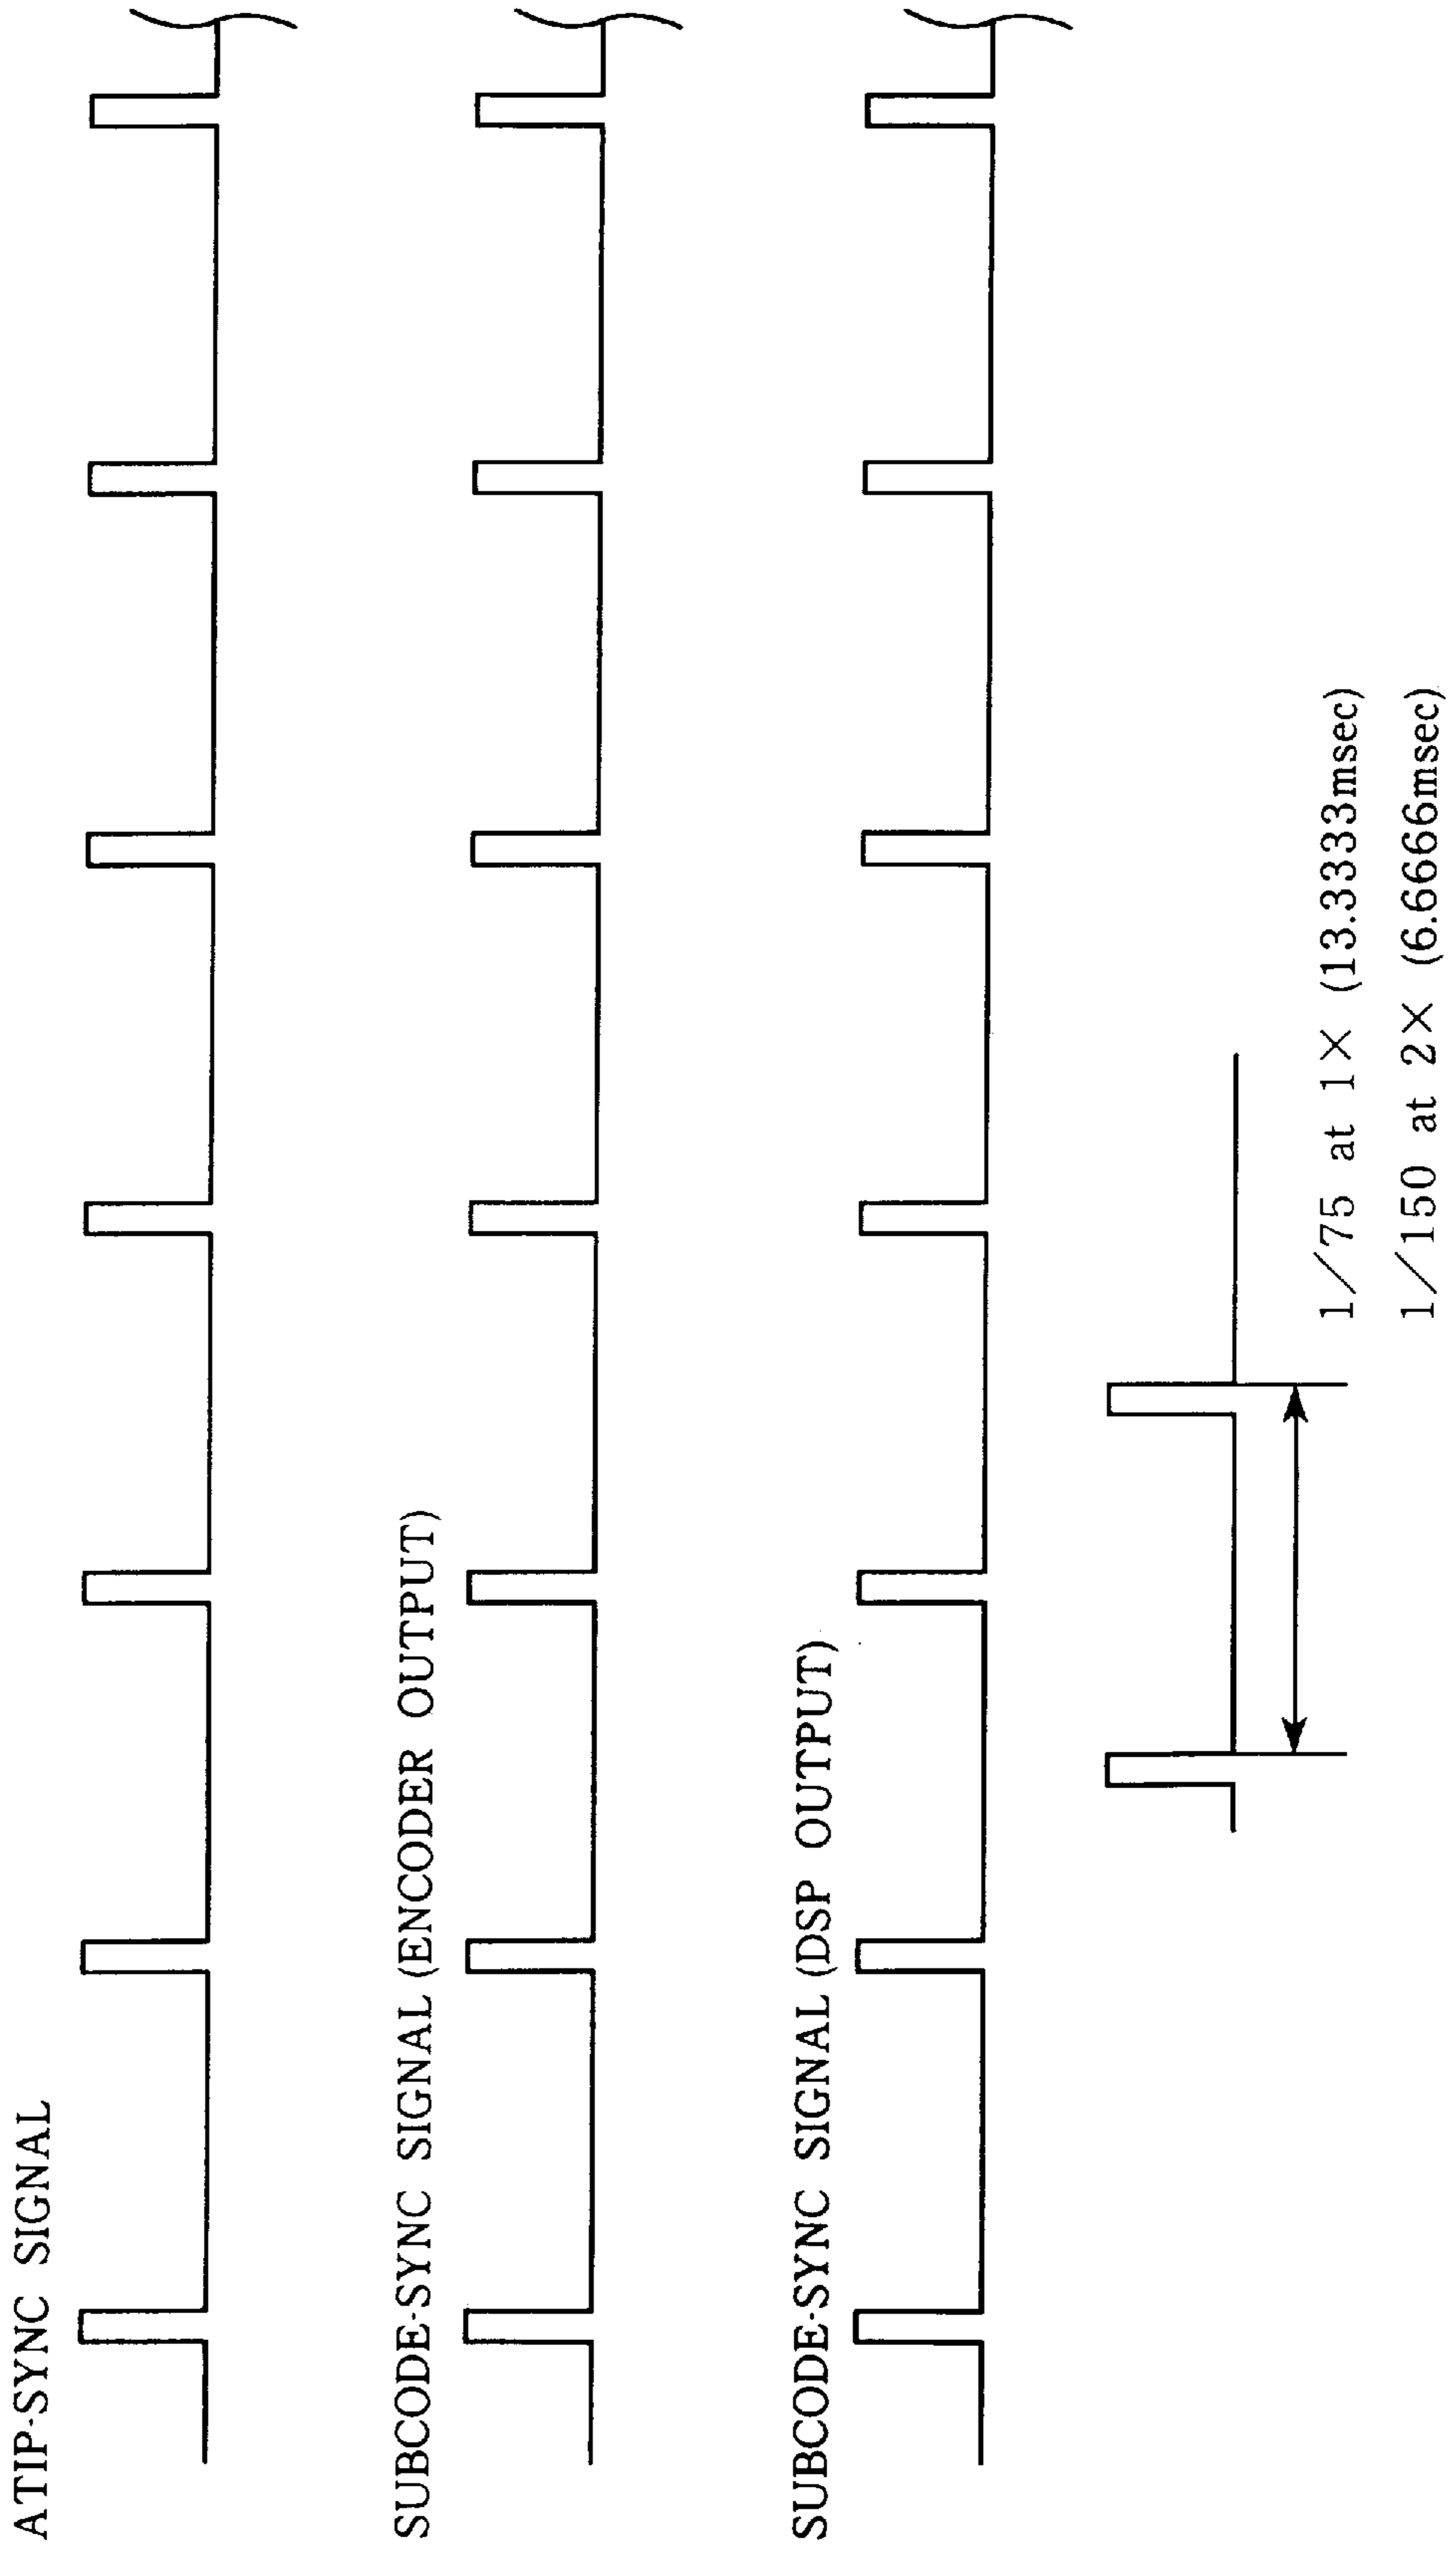 ATIP-SYNC SIGNAL
SUBCODE-SYNC SIGNAL (ENCODER OUTPUT)
SUBCODE-SYNC SIGNAL (DSP OUTPUT)
1/75 at 1× (13.3333msec)
1/150 at 2× (6.6666msec)